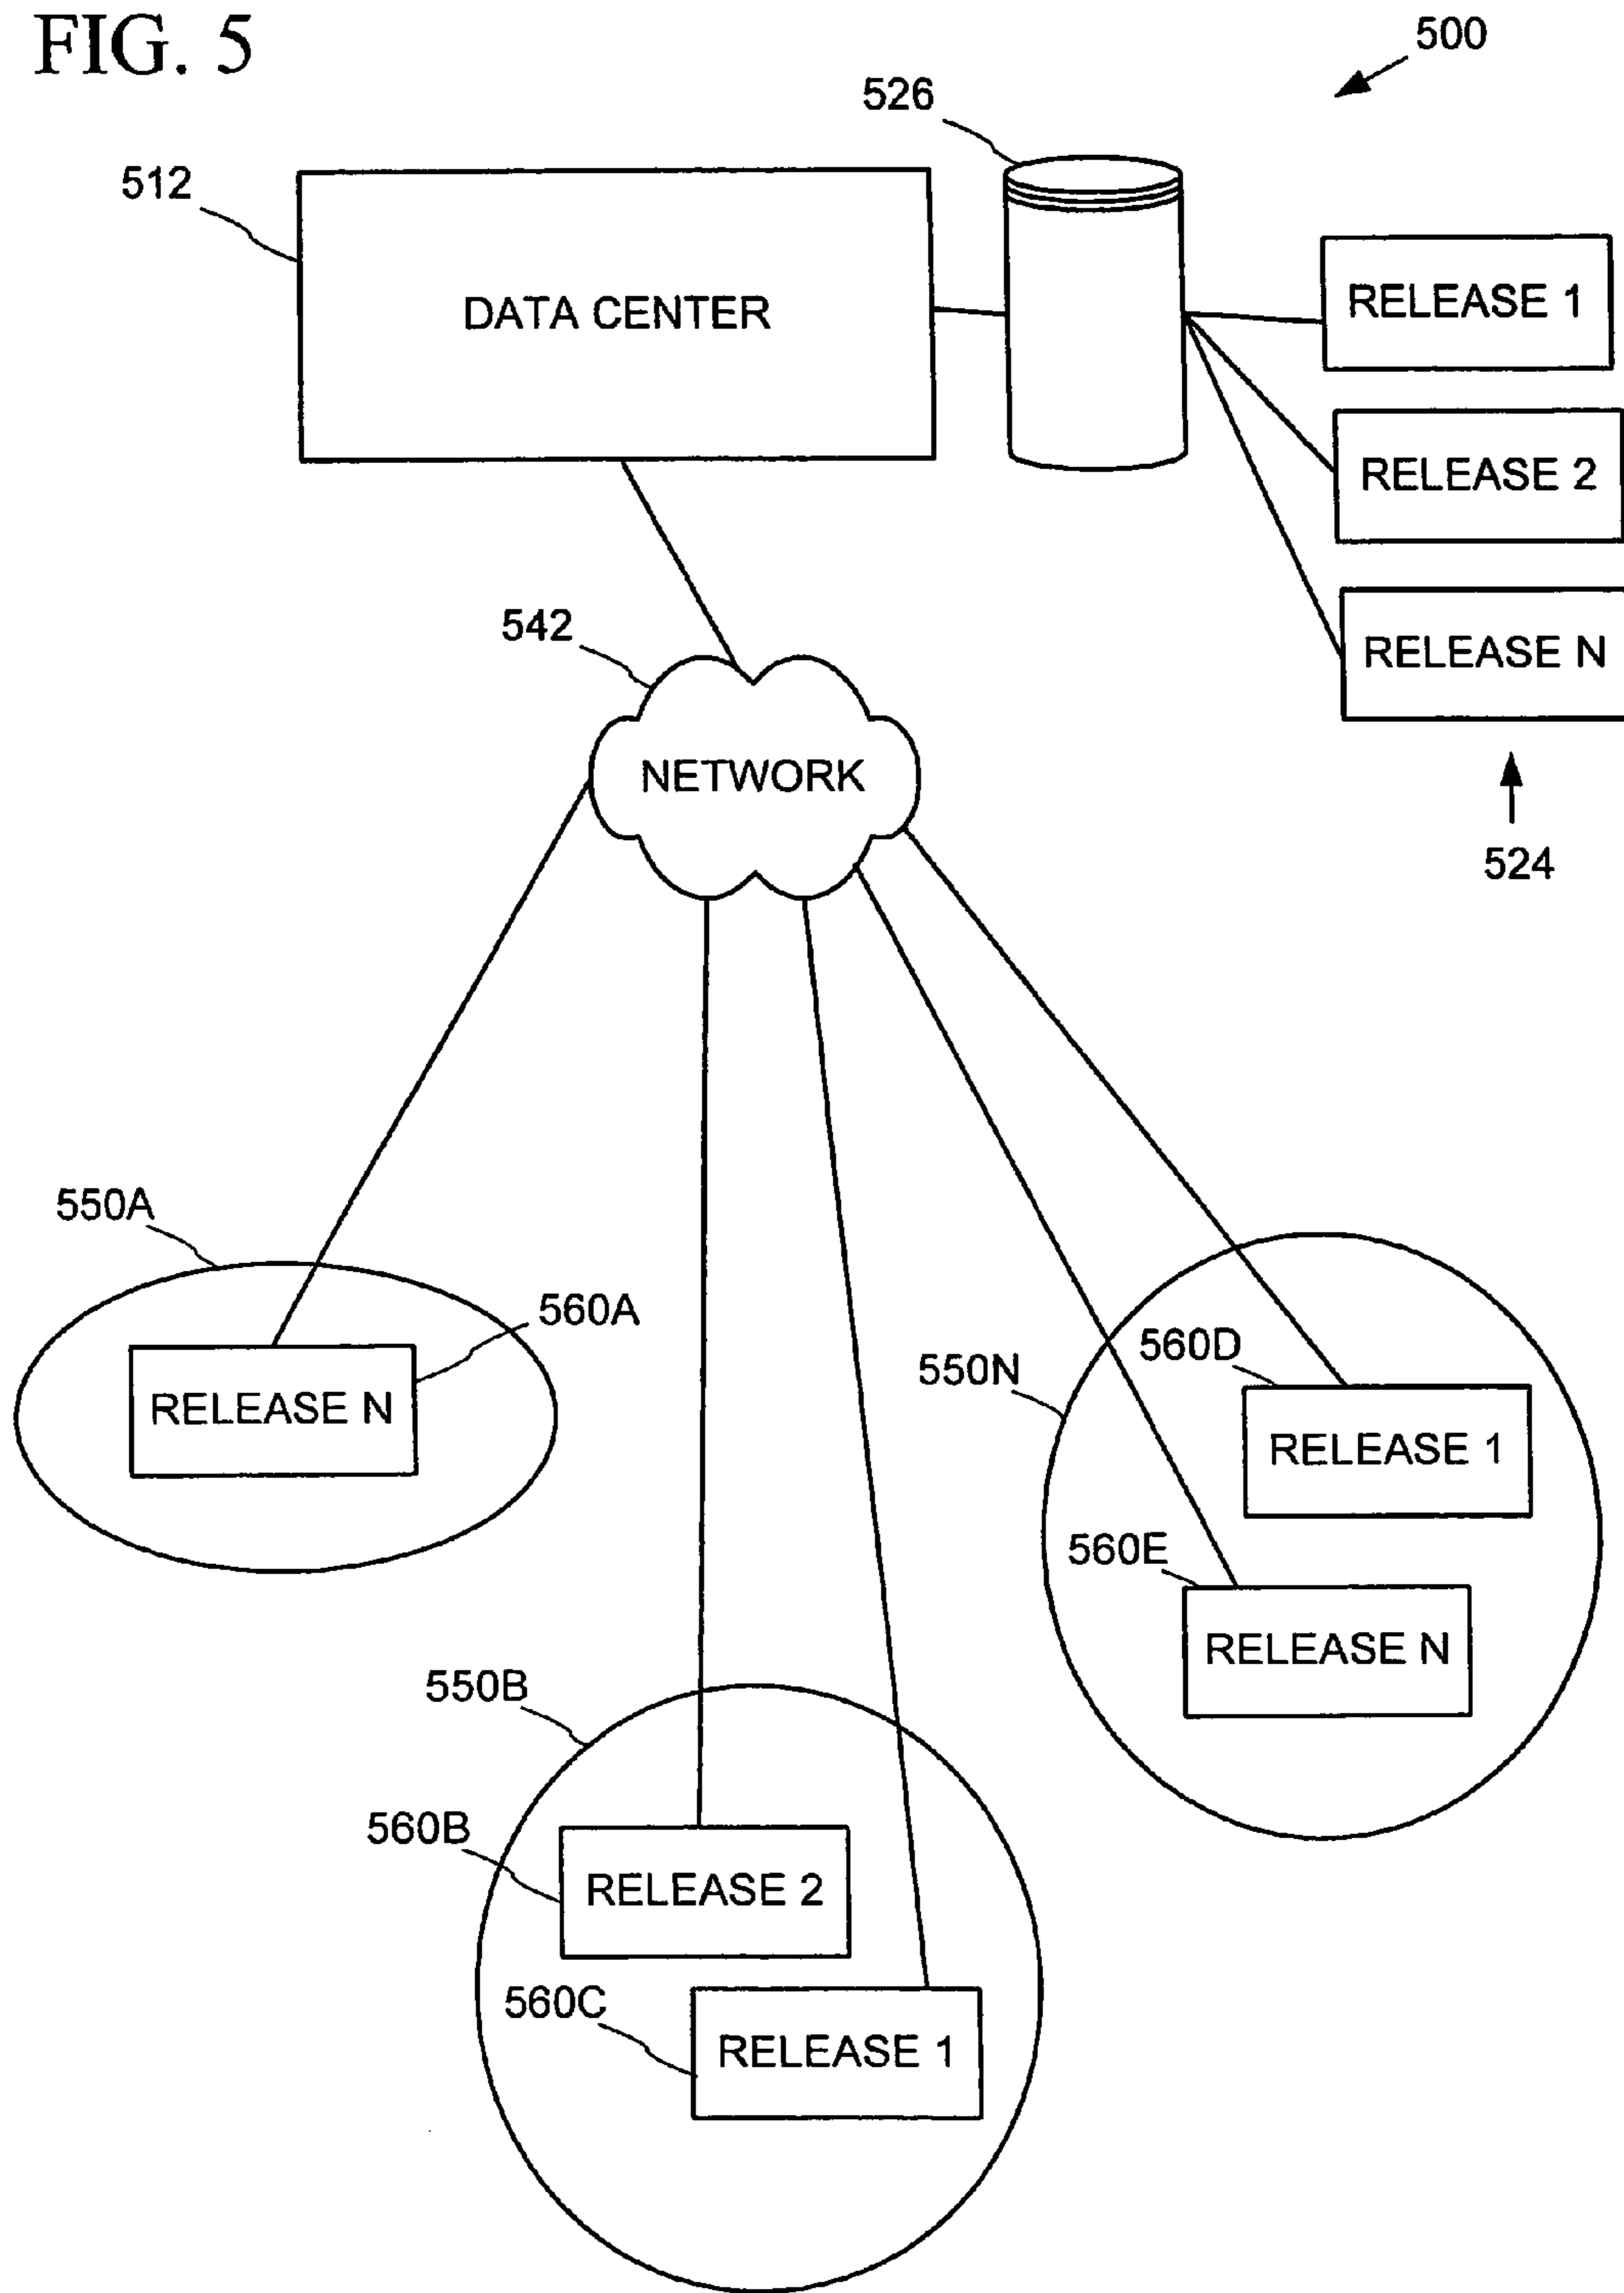 FIG. 5
500
526
512
DATA CENTER
RELEASE 1
RELEASE 2
RELEASE N
524
542
NETWORK
550A
560A
RELEASE N
550N
560D
RELEASE 1
560E
RELEASE N
550B
560B
RELEASE 2
560C
RELEASE 1